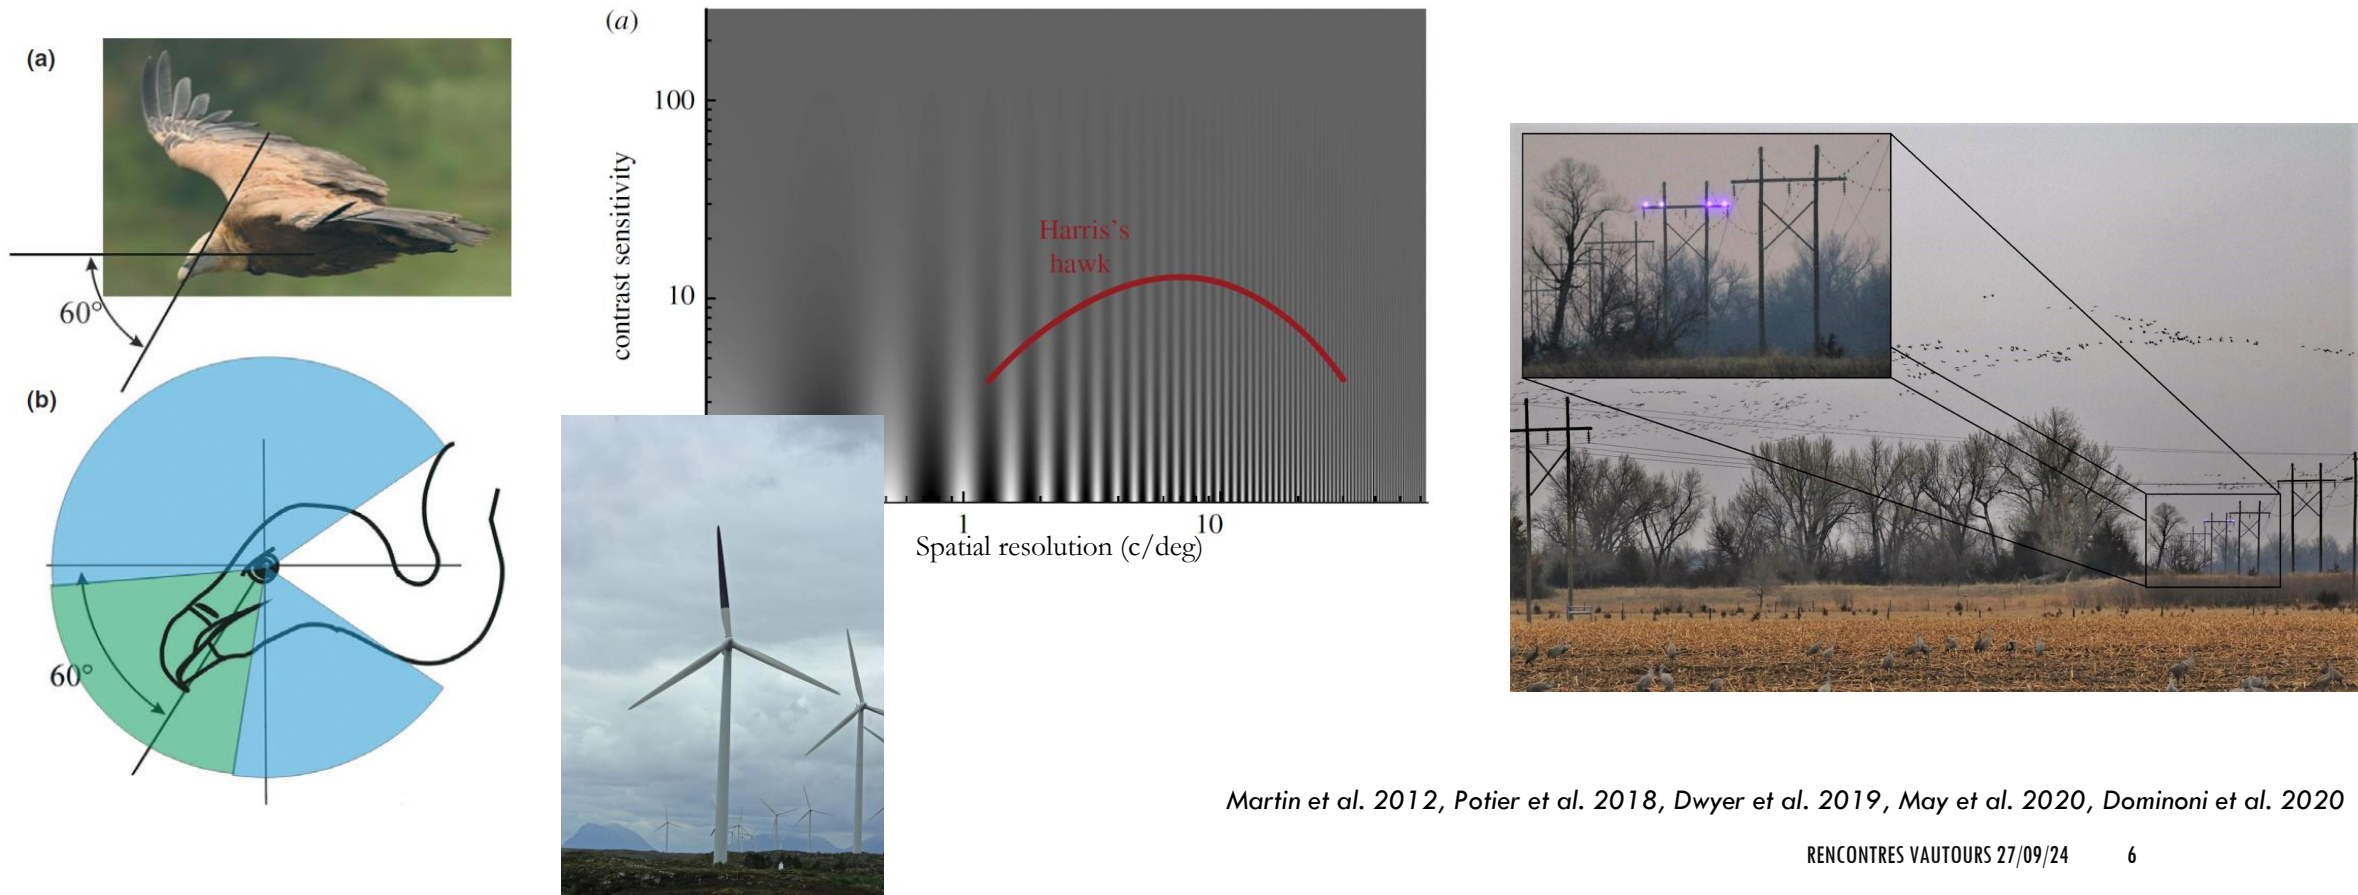 (a)
60°
(b)
60°
(a)
100
10
contrast sensitivity
Harris's
hawk
1
10
Spatial resolution (c/deg)
Martin et al. 2012, Potier et al. 2018, Dwyer et al. 2019, May et al. 2020, Dominoni et al. 2020
RENCONTRES VAUTOURS 27/09/24
6